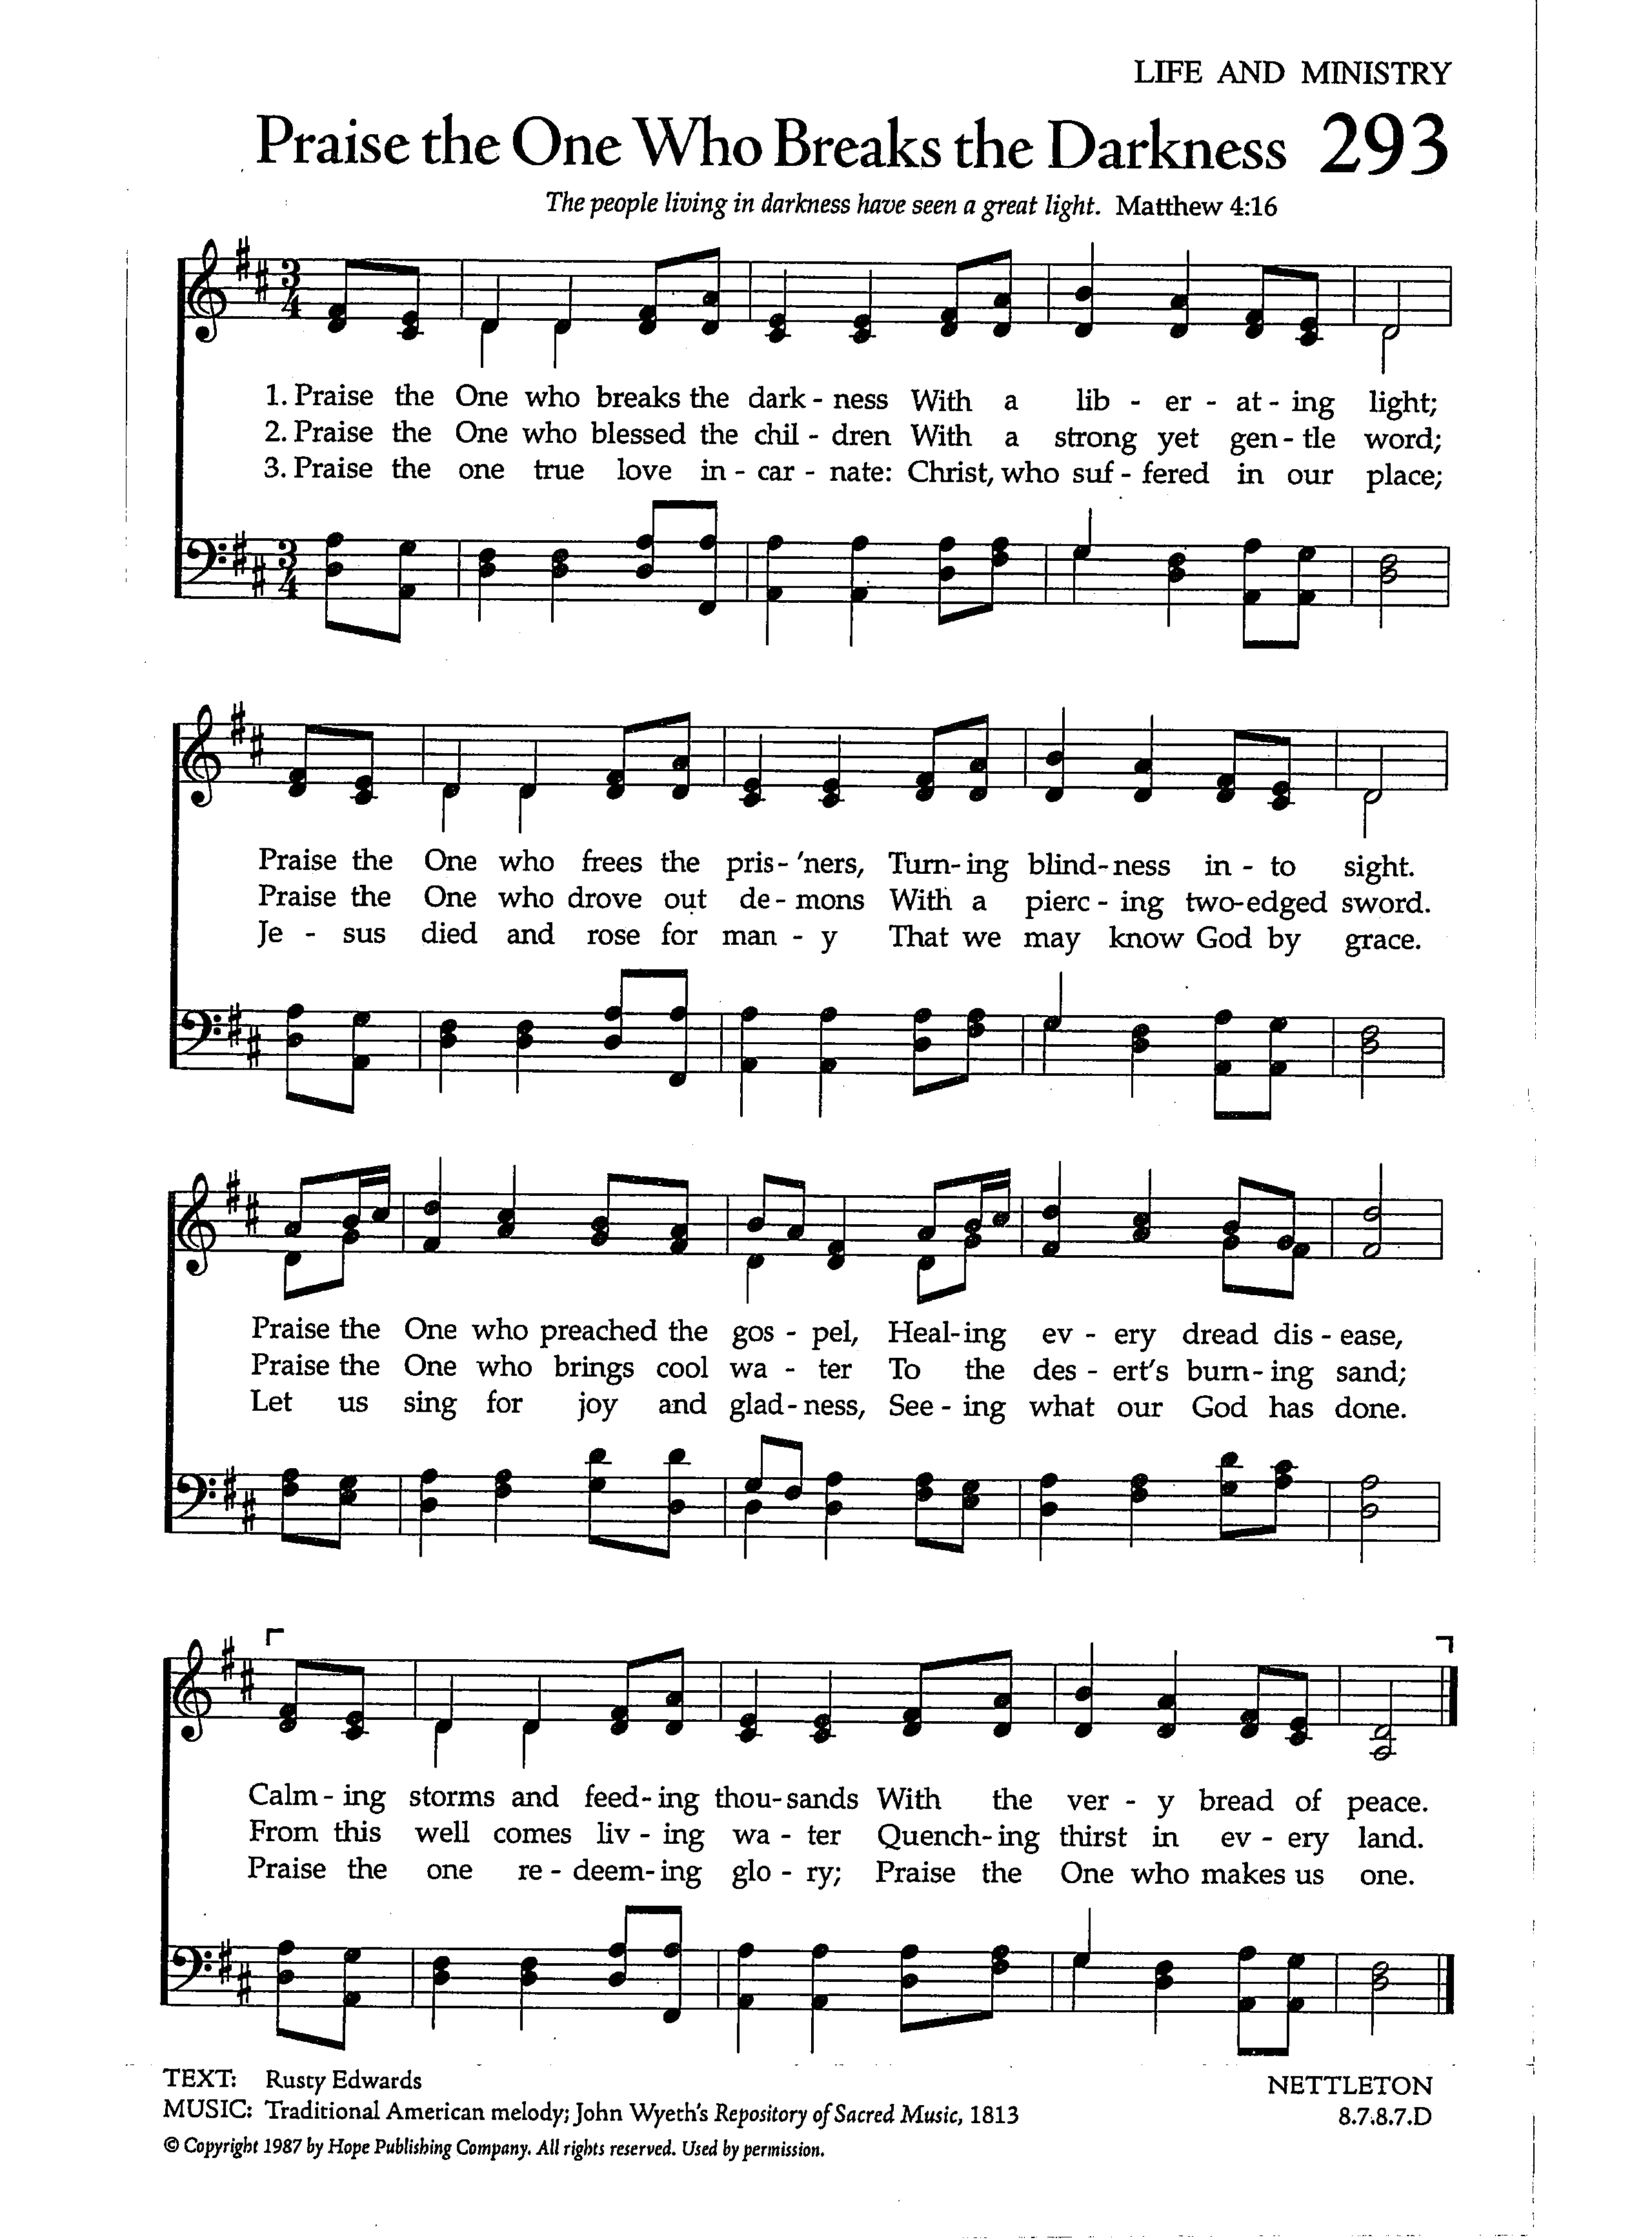 LIFE AND MINISTRY
Praise the One Who Breaks the Darkness 293
The people living in darkness have seen a great light. Matthew 4:16
1. Praise the One who breaks the dark - ness With a lib - er - at - ing light;
2. Praise the One who blessed the chil - dren With a strong yet gen - tle word;
3. Praise the one true love in - car - nate: Christ, who suf - fered in our place;
Praise the One who frees the pris - 'ners, Turn - ing blind - ness in - to sight.
Praise the One who drove out de - mons With a pierc - ing two-edged sword.
Je - sus died and rose for man - y That we may know God by grace.
Praise the One who preached the gos - pel, Heal - ing ev - ery dread dis - ease,
Praise the One who brings cool wa - ter To the des - ert's burn - ing sand;
Let us sing for joy and glad - ness, See - ing what our God has done.
Calm - ing storms and feed - ing thou - sands With the ver - y bread of peace.
From this well comes liv - ing wa - ter Quench - ing thirst in ev - ery land.
Praise the one re - deem - ing glo - ry; Praise the One who makes us one.
TEXT: Rusty Edwards
NETTLETON
MUSIC: Traditional American melody; John Wyeth's Repository of Sacred Music, 1813
8.7.8.7.D
© Copyright 1987 by Hope Publishing Company. All rights reserved. Used by permission.